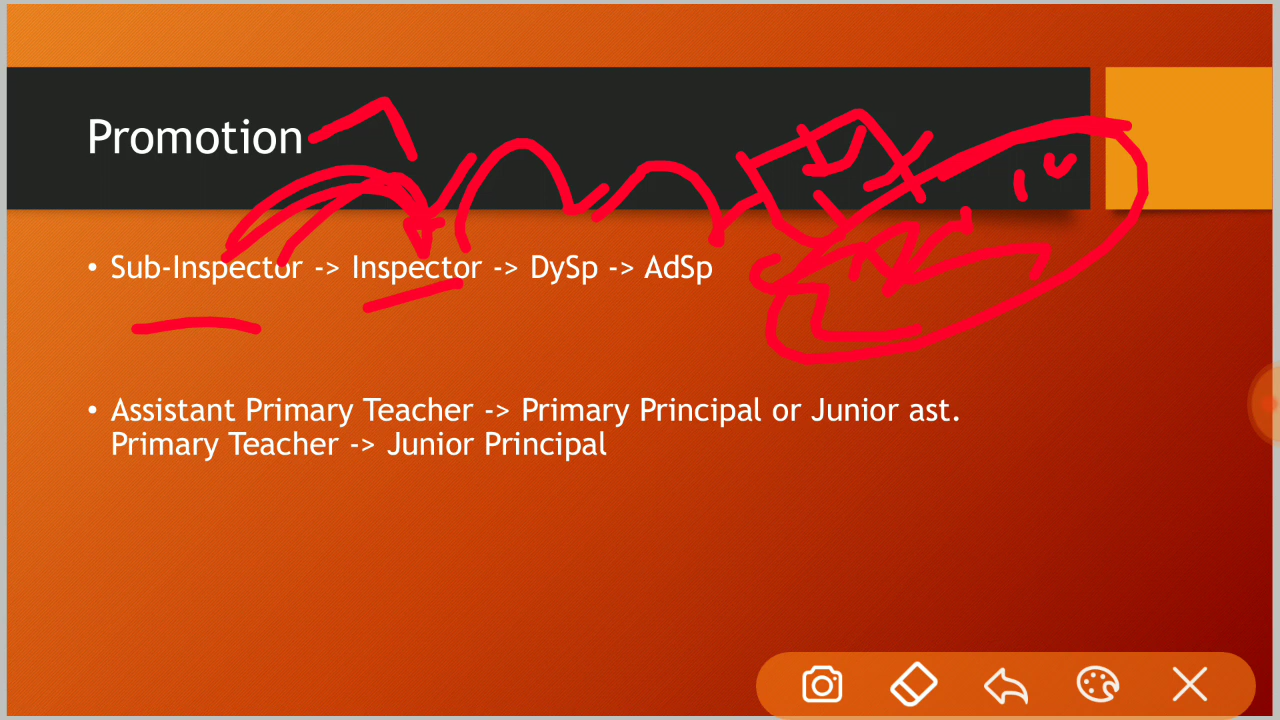 Promotion
• Sub-Inspector -> Inspector -> DySp -> AdSp
• Assistant Primary Teacher -> Primary Principal or Junior ast.
Primary Teacher -> Junior Principal